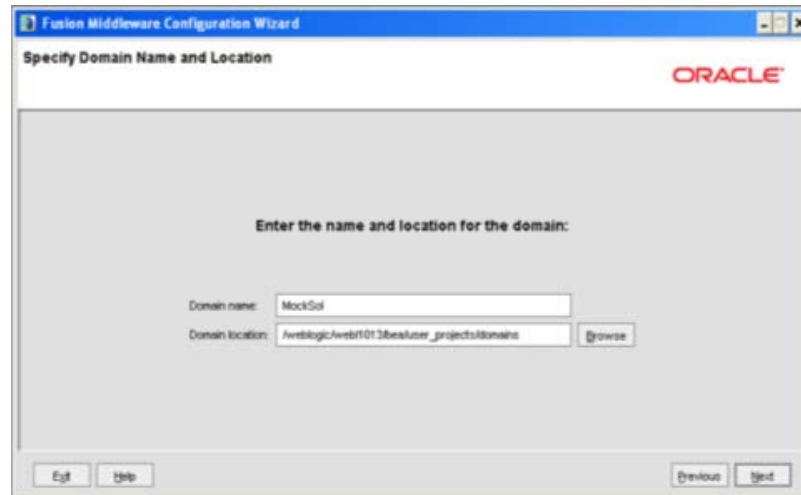 Fusion Middleware Configuration Wizard
Specify Domain Name and Location
ORACLE
Enter the name and location for the domain:
Domain name: MockSol
Domain location: /weblogic/webl1013/bea/user_projects/domains Browse
Exit Help Previous Next